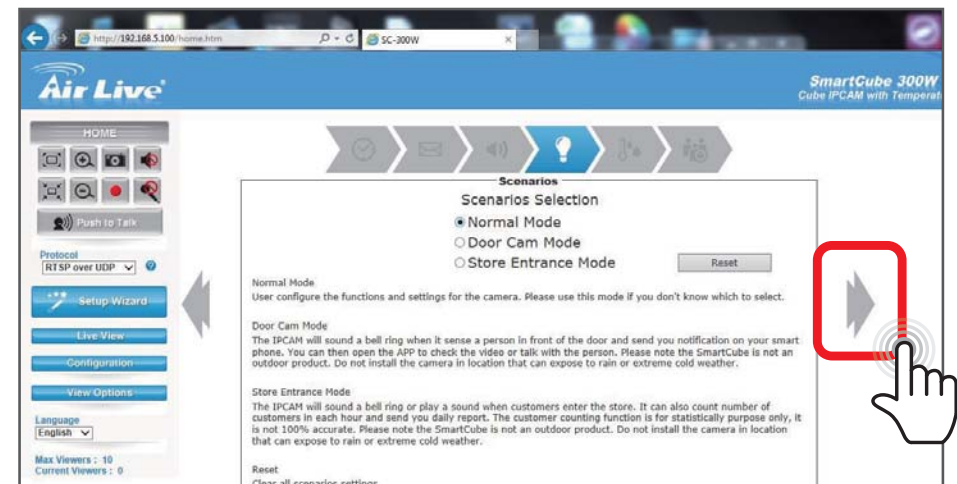 http://192.168.5.100/home.htm
SC-300W
Air Live
SmartCube 300W
Cube IPCAM with Temperat
HOME
Push to Talk
Protocol
RTSP over UDP
Setup Wizard
Live View
Configuration
View Options
Language
English
Max Viewers : 10
Current Viewers : 0
Scenarios
Scenarios Selection
Normal Mode
Door Cam Mode
Store Entrance Mode
Reset
Normal Mode
User configure the functions and settings for the camera. Please use this mode if you don't know which to select.
Door Cam Mode
The IPCAM will sound a bell ring when it sense a person in front of the door and send you notification on your smart
phone. You can then open the APP to check the video or talk with the person. Please note the SmartCube is not an
outdoor product. Do not install the camera in location that can expose to rain or extreme cold weather.
Store Entrance Mode
The IPCAM will sound a bell ring or play a sound when customers enter the store. It can also count number of
customers in each hour and send you daily report. The customer counting function is for statistically purpose only, it
is not 100% accurate. Please note the SmartCube is not an outdoor product. Do not install the camera in location
that can expose to rain or extreme cold weather.
Reset
Clear all scenarios settings